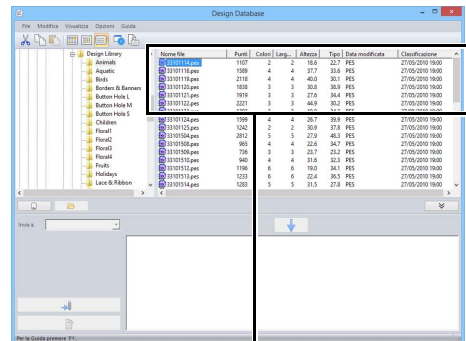 Design Database
File Modifica Visualizza Opzioni Guida
Design Library
Animals
Aquatic
Birds
Borders & Banners
Button Hole L
Button Hole M
Button Hole S
Children
Floral1
Floral2
Floral3
Floral4
Fruits
Holidays
Lace & Ribbon
Nome file Punti Colori Larg... Altezza Tipo Data modificata Classificazione
33101114.pes 1107 2 2 18.6 22.7 PES 27/05/2010 19:00
33101118.pes 1589 4 4 37.7 33.6 PES 27/05/2010 19:00
33101119.pes 2118 4 4 40.0 30.1 PES 27/05/2010 19:00
33101120.pes 1838 3 3 30.8 38.9 PES 27/05/2010 19:00
33101121.pes 1919 3 3 27.6 34.4 PES 27/05/2010 19:00
33101122.pes 2221 3 3 44.9 30.2 PES 27/05/2010 19:00
33101124.pes 1599 4 4 26.7 39.9 PES 27/05/2010 19:00
33101125.pes 1242 2 2 30.9 37.8 PES 27/05/2010 19:00
33101504.pes 2812 5 5 27.9 48.3 PES 27/05/2010 19:00
33101508.pes 965 4 4 22.6 34.7 PES 27/05/2010 19:00
33101509.pes 736 3 3 23.7 23.2 PES 27/05/2010 19:00
33101510.pes 940 4 4 31.6 32.3 PES 27/05/2010 19:00
33101512.pes 1196 6 6 19.0 34.1 PES 27/05/2010 19:00
33101513.pes 1233 6 6 22.4 36.5 PES 27/05/2010 19:00
33101514.pes 1283 5 5 31.5 27.8 PES 27/05/2010 19:00
Invia a:
Per la Guida premere F1.